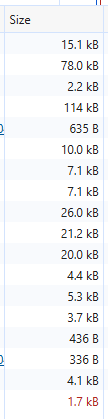 Size
15.1 kB
78.0 kB
2.2 kB
114 kB
635 B
10.0 kB
7.1 kB
7.1 kB
26.0 kB
21.2 kB
20.0 kB
4.4 kB
5.3 kB
3.7 kB
436 B
336 B
4.1 kB
1.7 kB